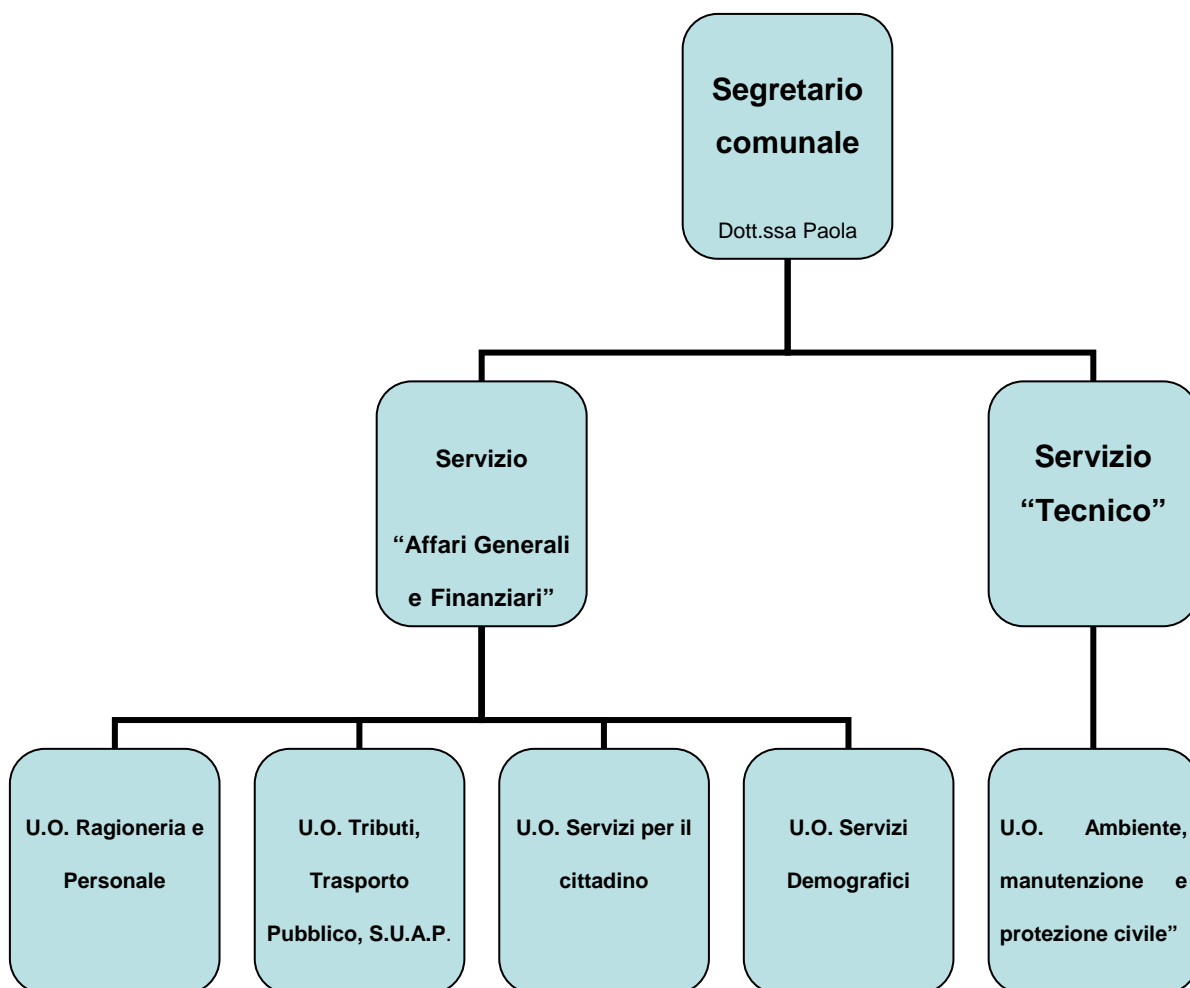 Segretario
comunale
Dott.ssa Paola
Servizio
“Affari Generali
e Finanziari”
Servizio
“Tecnico”
U.O. Ragioneria e
Personale
U.O. Tributi,
Trasporto
Pubblico, S.U.A.P.
U.O. Servizi per il
cittadino
U.O. Servizi
Demografici
U.O. Ambiente,
manutenzione e
protezione civile”